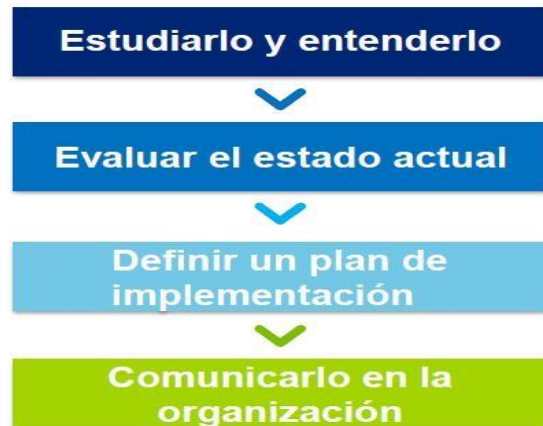 Estudiarlo y entenderlo
Evaluar el estado actual
Definir un plan de
implementación
Comunicarlo en la
organización